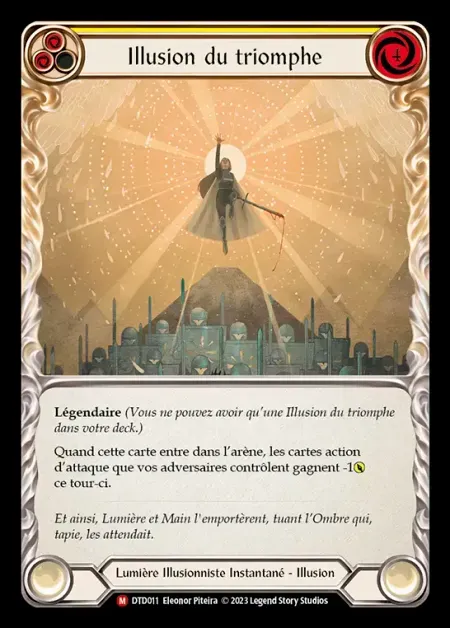 Illusion du triomphe
4
Légendaire (Vous ne pouvez avoir qu'une Illusion du triomphe
dans votre deck.)
Quand cette carte entre dans l'arène, les cartes action
d'attaque que vos adversaires contrôlent gagnent -1
ce tour-ci.
Et ainsi, Lumière et Main l'emportèrent, tuant l'Ombre qui,
tapie, les attendait.
Lumière Illusionniste Instantané - Illusion
M DTD011 Eleonor Piteira © 2023 Legend Story Studios